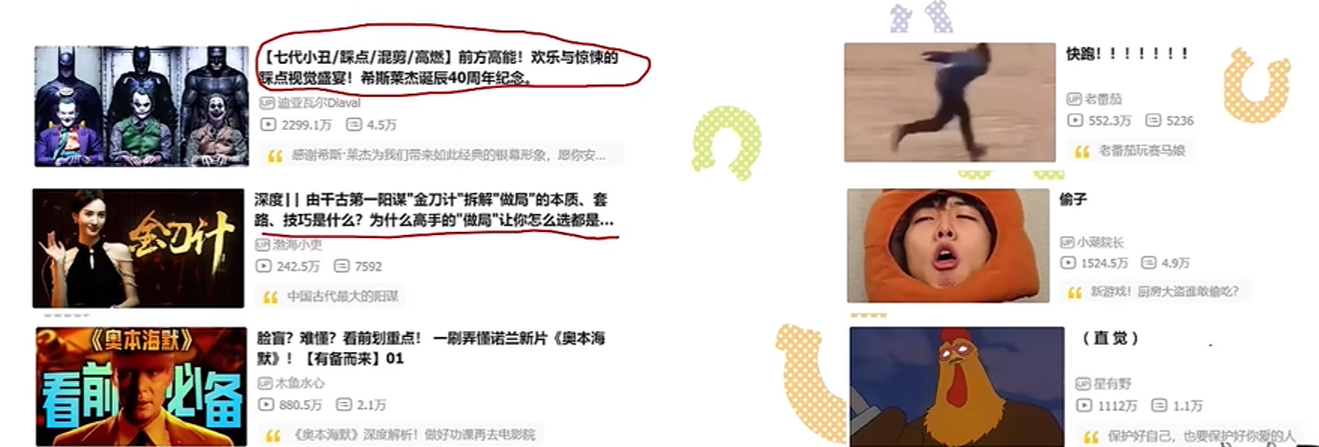 【七代小丑/踩点/混剪/高燃】前方高能！欢乐与惊悚的
踩点视觉盛宴！希斯莱杰诞辰40周年纪念。
UP 迪亚瓦尔Diaval
2299.1万 4.5万
感谢希斯·莱杰为我们带来如此经典的银幕形象，愿你安...
金刀计
深度|| 由千古第一阳谋"金刀计"拆解"做局"的本质、套
路、技巧是什么？为什么高手的"做局"让你怎么选都是...
UP 渤海小吏
242.5万 7592
中国古代最大的阳谋
《奥本海默》
看前必备
脸盲？难懂？看前划重点！ 一刷弄懂诺兰新片《奥本海
默》！【有备而来】01
UP 木鱼水心
880.5万 2.1万
《奥本海默》深度解析！做好功课再去电影院
快跑！！！！！！！
UP 老番茄
552.3万 5236
老番茄玩赛马娘
偷子
UP 小潮院长
1524.5万 4.9万
新游戏！厨房大盗谁敢偷吃？
（直觉）
UP 星有野
1112万 1.1万
保护好自己，也要保护好你爱的人